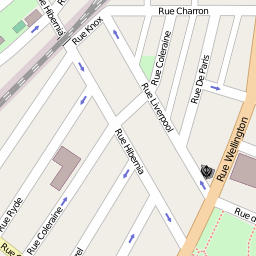 Rue Charron
Rue Hibernia
Rue Knox
Rue Coleraine
Rue De Paris
Rue Liverpool
Rue Hibernia
Rue Wellington
Rue Ryde
Rue Coleraine
Rue d